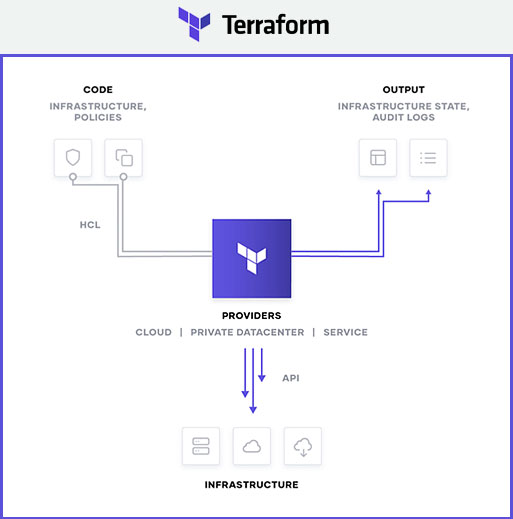 Terraform
CODE
INFRASTRUCTURE,
POLICIES
OUTPUT
INFRASTRUCTURE STATE,
AUDIT LOGS
HCL
PROVIDERS
CLOUD | PRIVATE DATACENTER | SERVICE
API
INFRASTRUCTURE